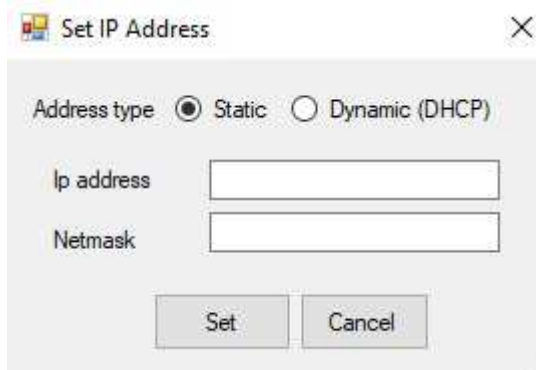 Set IP Address
Address type Static Dynamic (DHCP)
Ip address
Netmask
Set Cancel